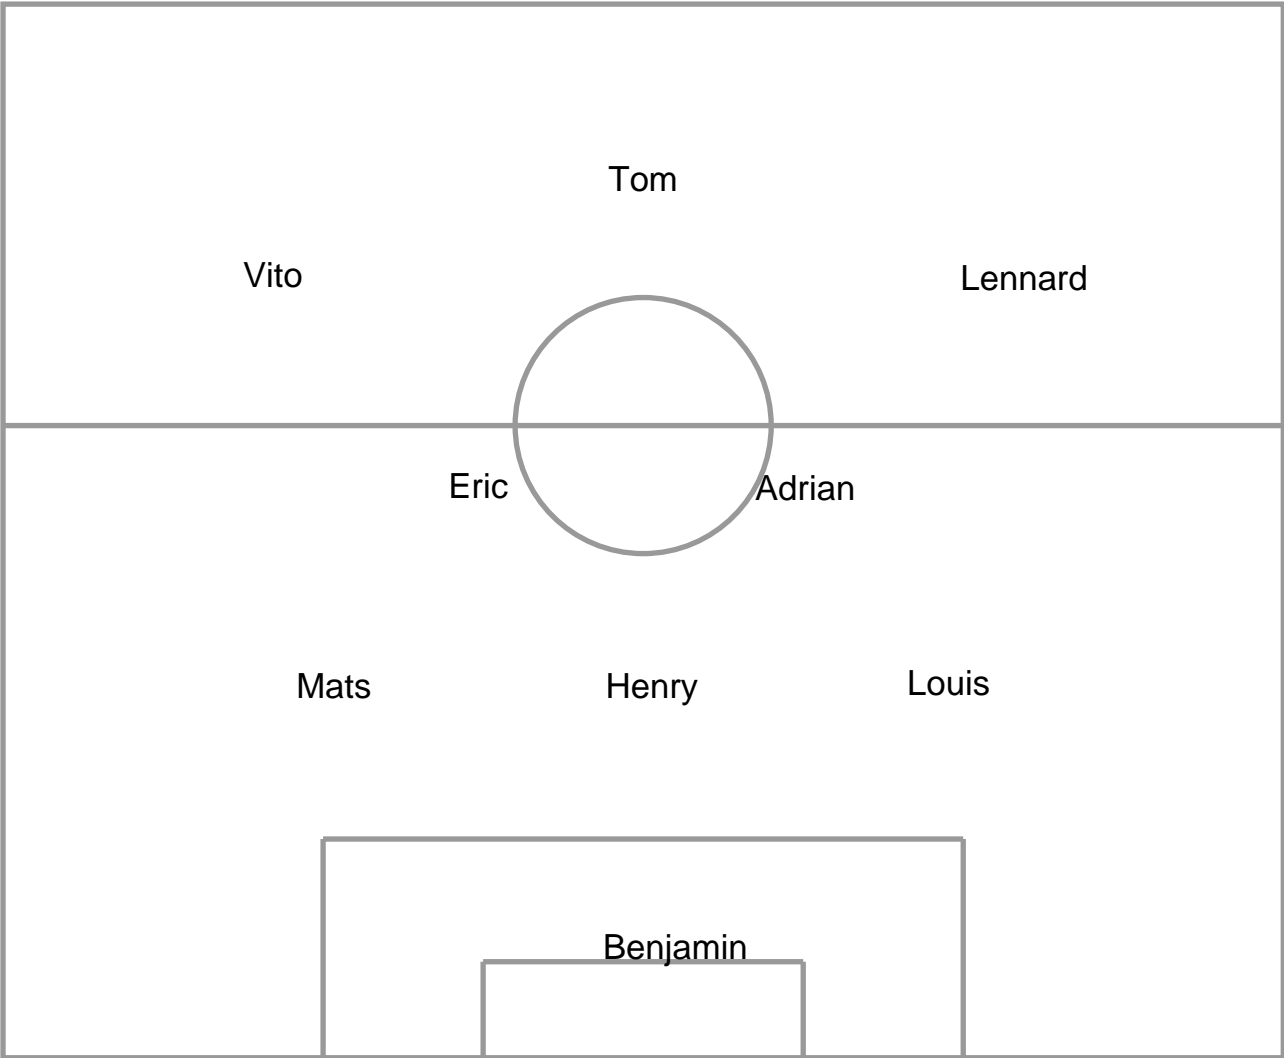 Tom
Vito
Lennard
Eric
Adrian
Mats
Henry
Louis
Benjamin